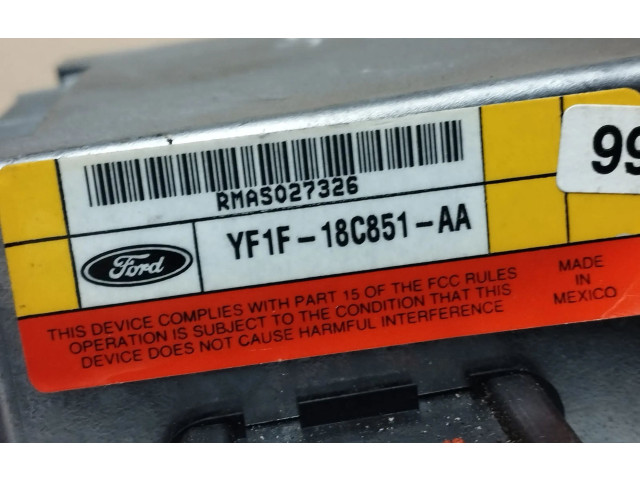 99
RMAS027326
Ford
YF1F-18C851-AA
THIS DEVICE COMPLIES WITH PART 15 OF THE FCC RULES
OPERATION IS SUBJECT TO THE CONDITION THAT THIS
DEVICE DOES NOT CAUSE HARMFUL INTERFERENCE
MADE
IN
MEXICO